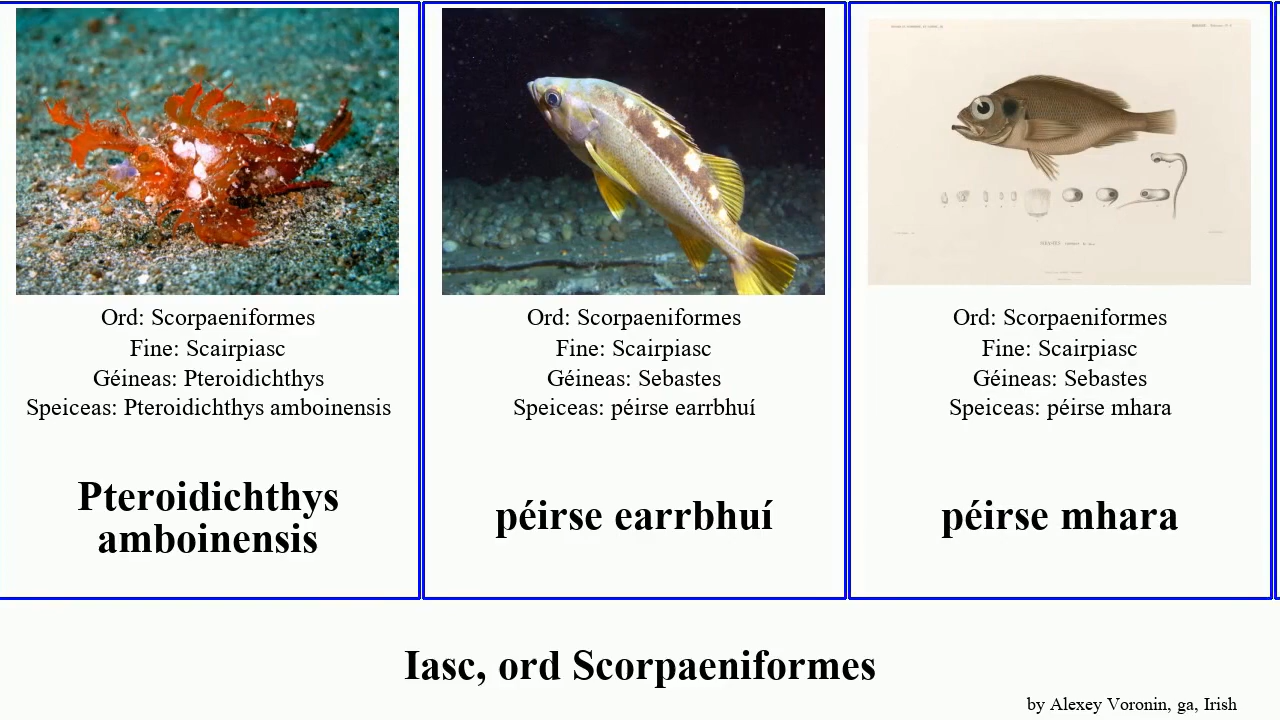 Ord: Scorpaeniformes
Fine: Scairpiasc
Géineas: Pteroidichthys
Speiceas: Pteroidichthys amboinensis
Pteroidichthys
amboinensis
Ord: Scorpaeniformes
Fine: Scairpiasc
Géineas: Sebastes
Speiceas: péirse earrbhuí
péirse earrbhuí
Ord: Scorpaeniformes
Fine: Scairpiasc
Géineas: Sebastes
Speiceas: péirse mhara
péirse mhara
Iasc, ord Scorpaeniformes
by Alexey Voronin, ga, Irish